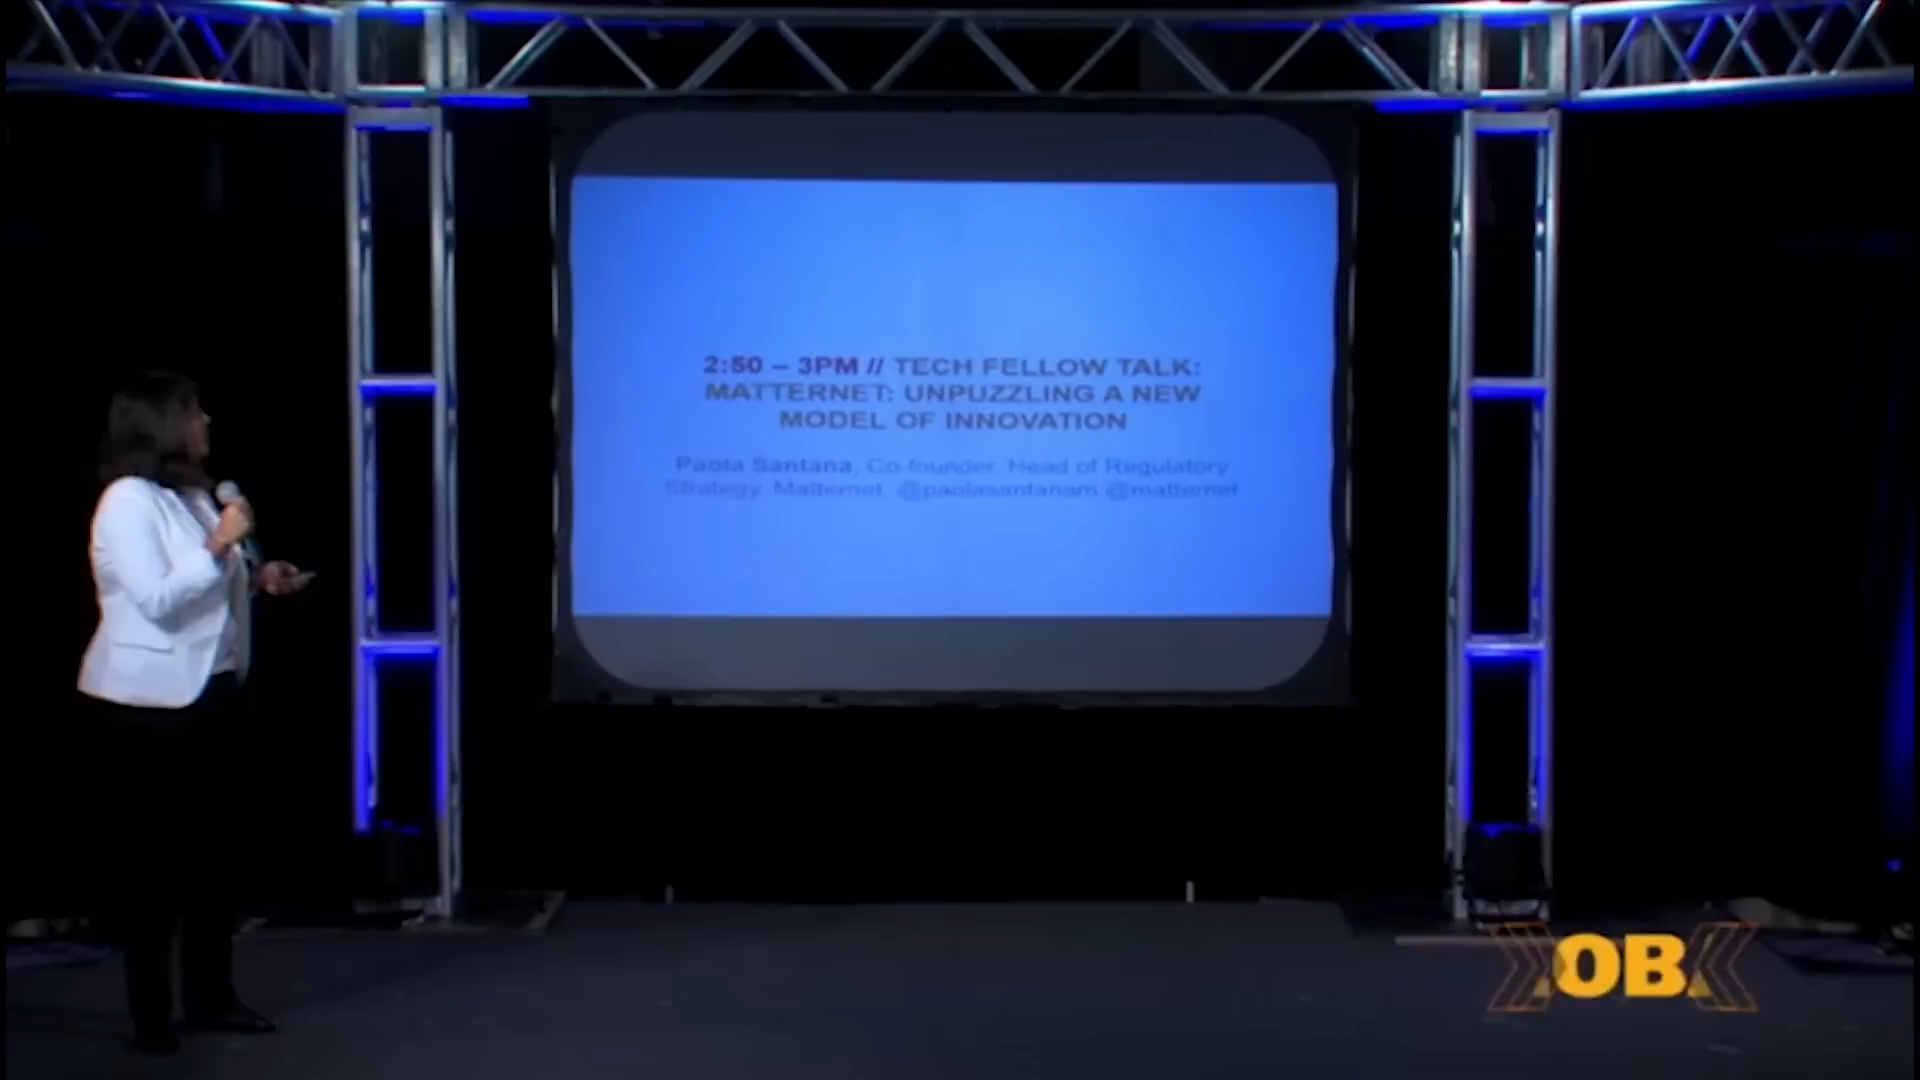 2:50 – 3PM // TECH FELLOW TALK:
MATTERNET: UNPUZZLING A NEW
MODEL OF INNOVATION
Paola Santana, Co-founder, Head of Regulatory
Strategy, Matternet, @paolasantanam @matternet
OB